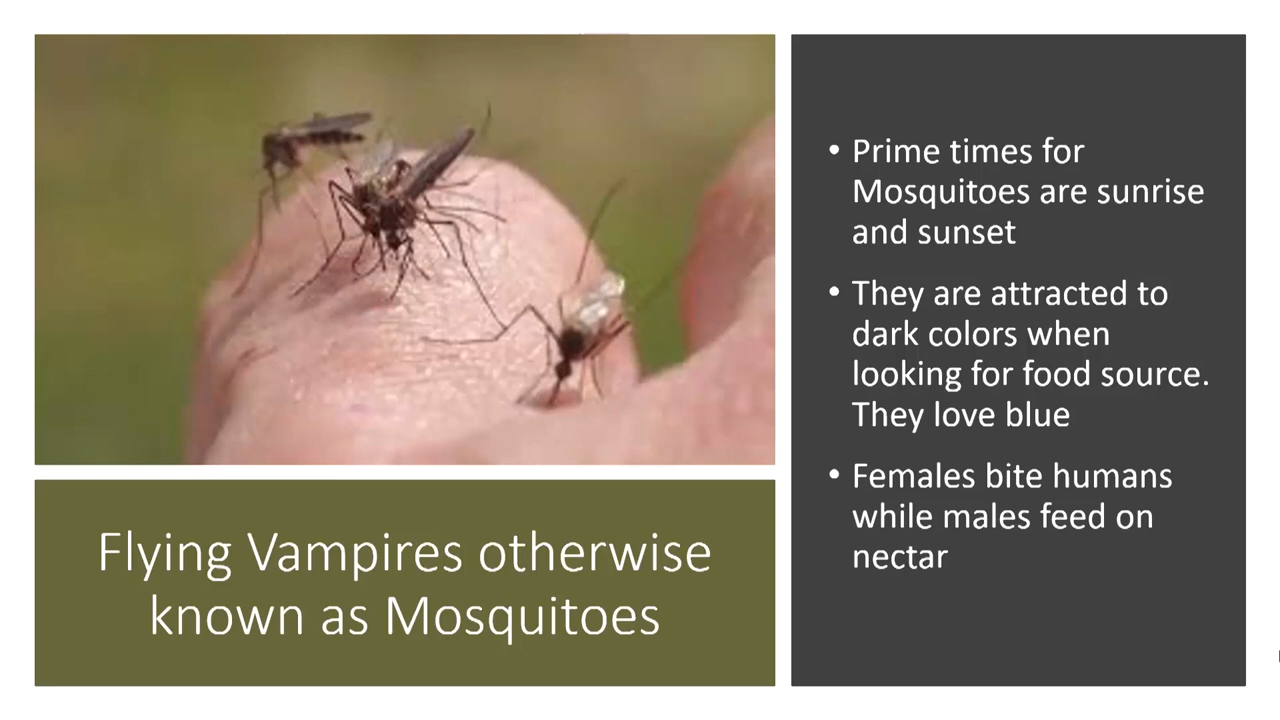 Flying Vampires otherwise
known as Mosquitoes
• Prime times for
Mosquitoes are sunrise
and sunset
• They are attracted to
dark colors when
looking for food source.
They love blue
• Females bite humans
while males feed on
nectar